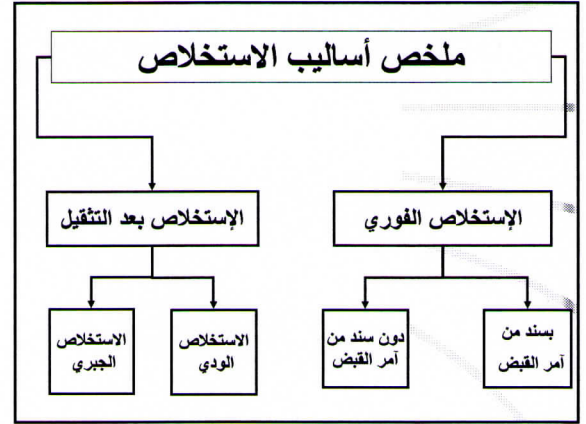 ملخص أساليب الاستخلاص
الإستخلاص الفوري
الإستخلاص بعد التثقيل
بسند من
آمر القبض
دون سند من
آمر القبض
الاستخلاص
الودي
الاستخلاص
الجبري